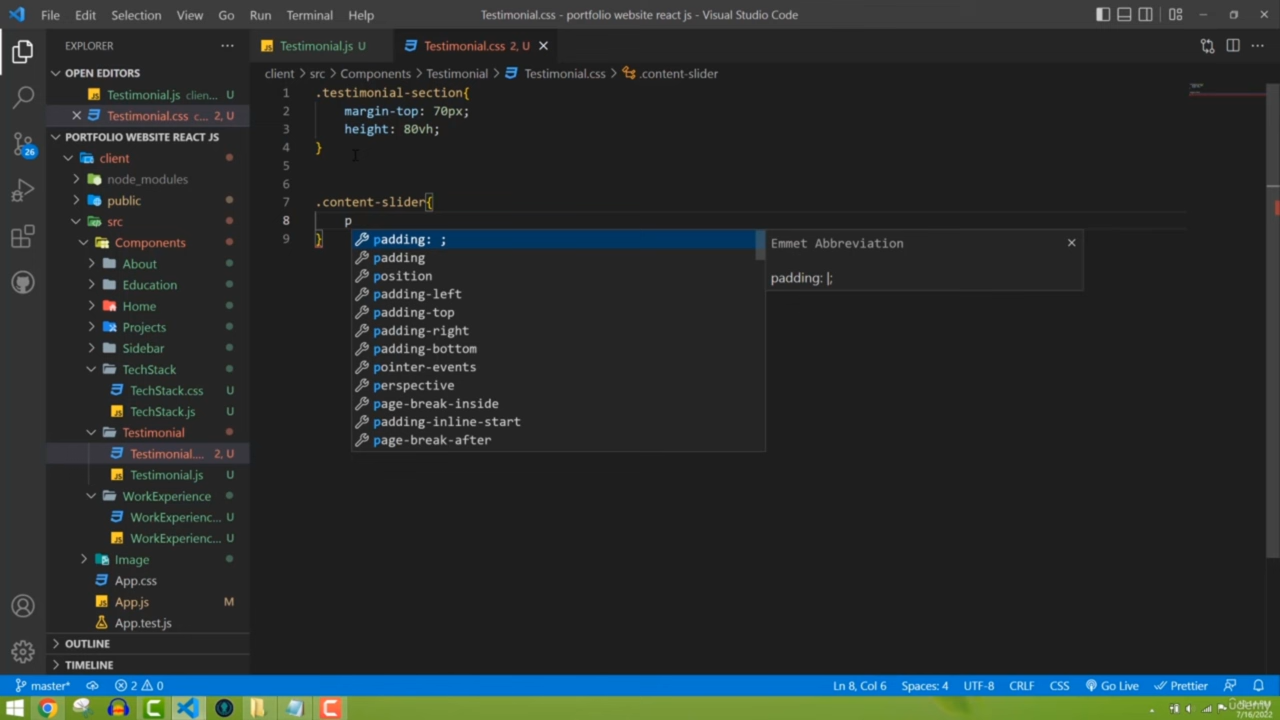 File Edit Selection View Go Run Terminal Help
Testimonial.css - portfolio website react js - Visual Studio Code
EXPLORER
OPEN EDITORS
Testimonial.js clien... U
Testimonial.css c... 2, U
PORTFOLIO WEBSITE REACT JS
client
node_modules
public
src
Components
About
Education
Home
Projects
Sidebar
TechStack
TechStack.css U
TechStack.js U
Testimonial
Testimonial.... 2, U
Testimonial.js U
WorkExperience
WorkExperienc... U
WorkExperienc... U
Image
App.css
App.js M
App.test.js
OUTLINE
TIMELINE
26
Testimonial.js U
Testimonial.css 2, U
client > src > Components > Testimonial > Testimonial.css > .content-slider
1 .testimonial-section{
2 margin-top: 70px;
3 height: 80vh;
4 }
5
6
7 .content-slider{
8 p
9 }
padding: ;
padding
position
padding-left
padding-top
padding-right
padding-bottom
pointer-events
perspective
page-break-inside
padding-inline-start
page-break-after
Emmet Abbreviation
padding: |;
master* 2 0
Ln 8, Col 6 Spaces: 4 UTF-8 CRLF CSS Go Live Prettier
7/16/2022
udemy